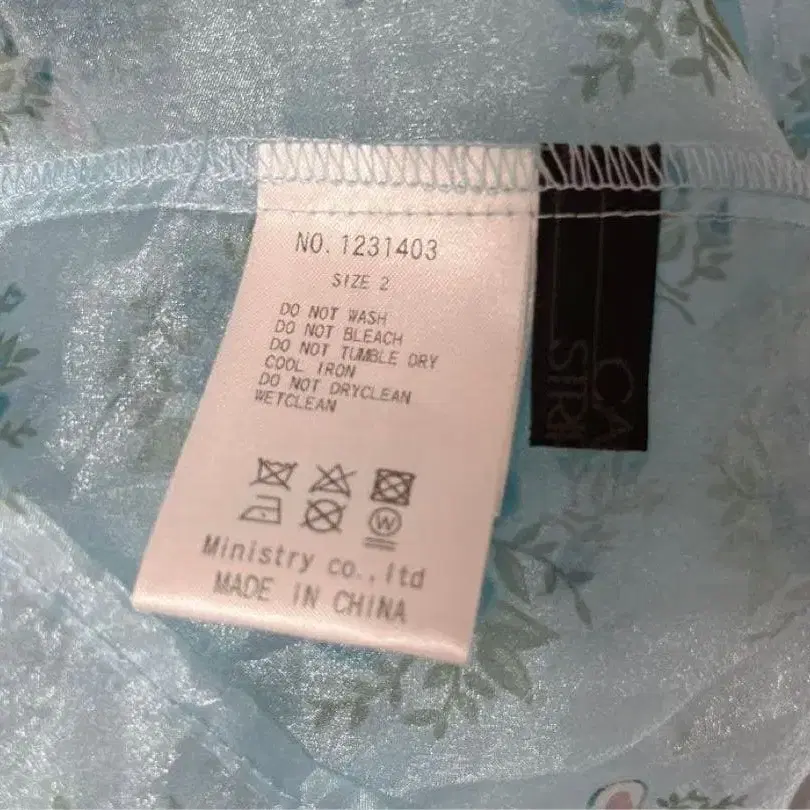 NO. 1231403
SIZE 2
DO NOT WASH
DO NOT BLEACH
DO NOT TUMBLE DRY
COOL IRON
DO NOT DRYCLEAN
WETCLEAN
W
Ministry co.,ltd
MADE IN CHINA